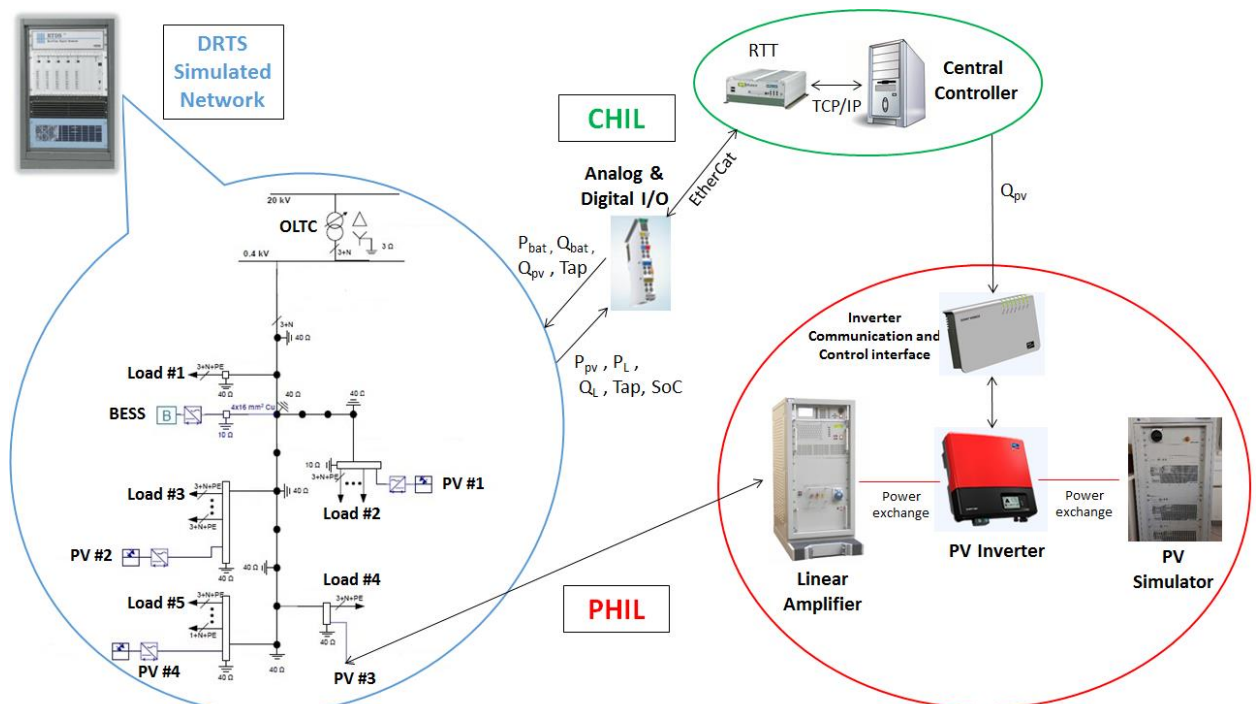 DRTS
Simulated
Network
CHIL
RTT
TCP/IP
Central
Controller
EtherCat
Analog &
Digital I/O
Qpv
Pbat , Qbat ,
Qpv , Tap
Ppv , PL ,
QL , Tap, SoC
20 kV
OLTC
3 Ω
3+N
0.4 kV
3+N
40 Ω
Load #1
3+N+PE
40 Ω
40 Ω
40 Ω
BESS
B
4x16 mm² Cu
10 Ω
10 Ω
3+N+PE
PV #1
Load #2
Load #3
3+N+PE
40 Ω
3+N+PE
PV #2
40 Ω
40 Ω
Load #4
3+N+PE
40 Ω
Load #5
3+N+PE
1+N+PE
PV #4
40 Ω
40 Ω
PV #3
PHIL
Inverter
Communication and
Control interface
Power
exchange
Power
exchange
Linear
Amplifier
PV Inverter
PV
Simulator